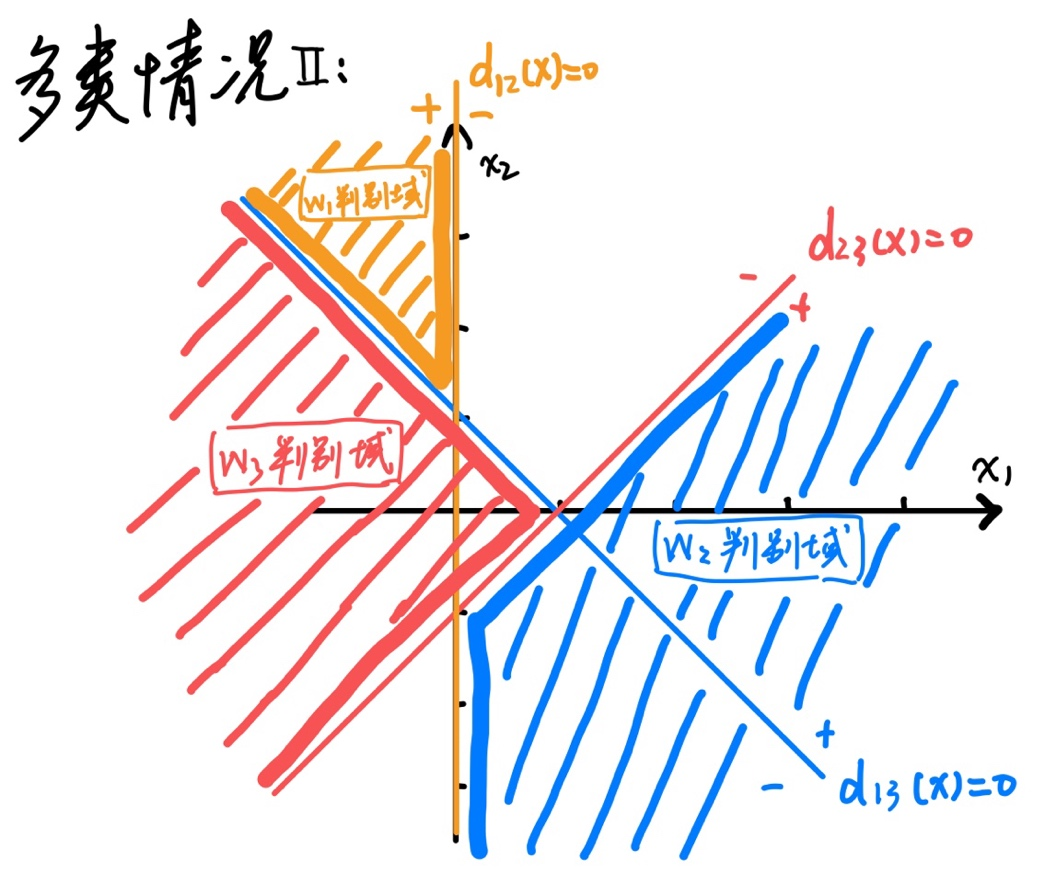 多类情况Ⅱ:
d₁₂(x)=0
+ -
x₂
W₁判别域
d₂₃(x)=0
- +
W₃判别域
x₁
W₂判别域
+
- d₁₃(x)=0